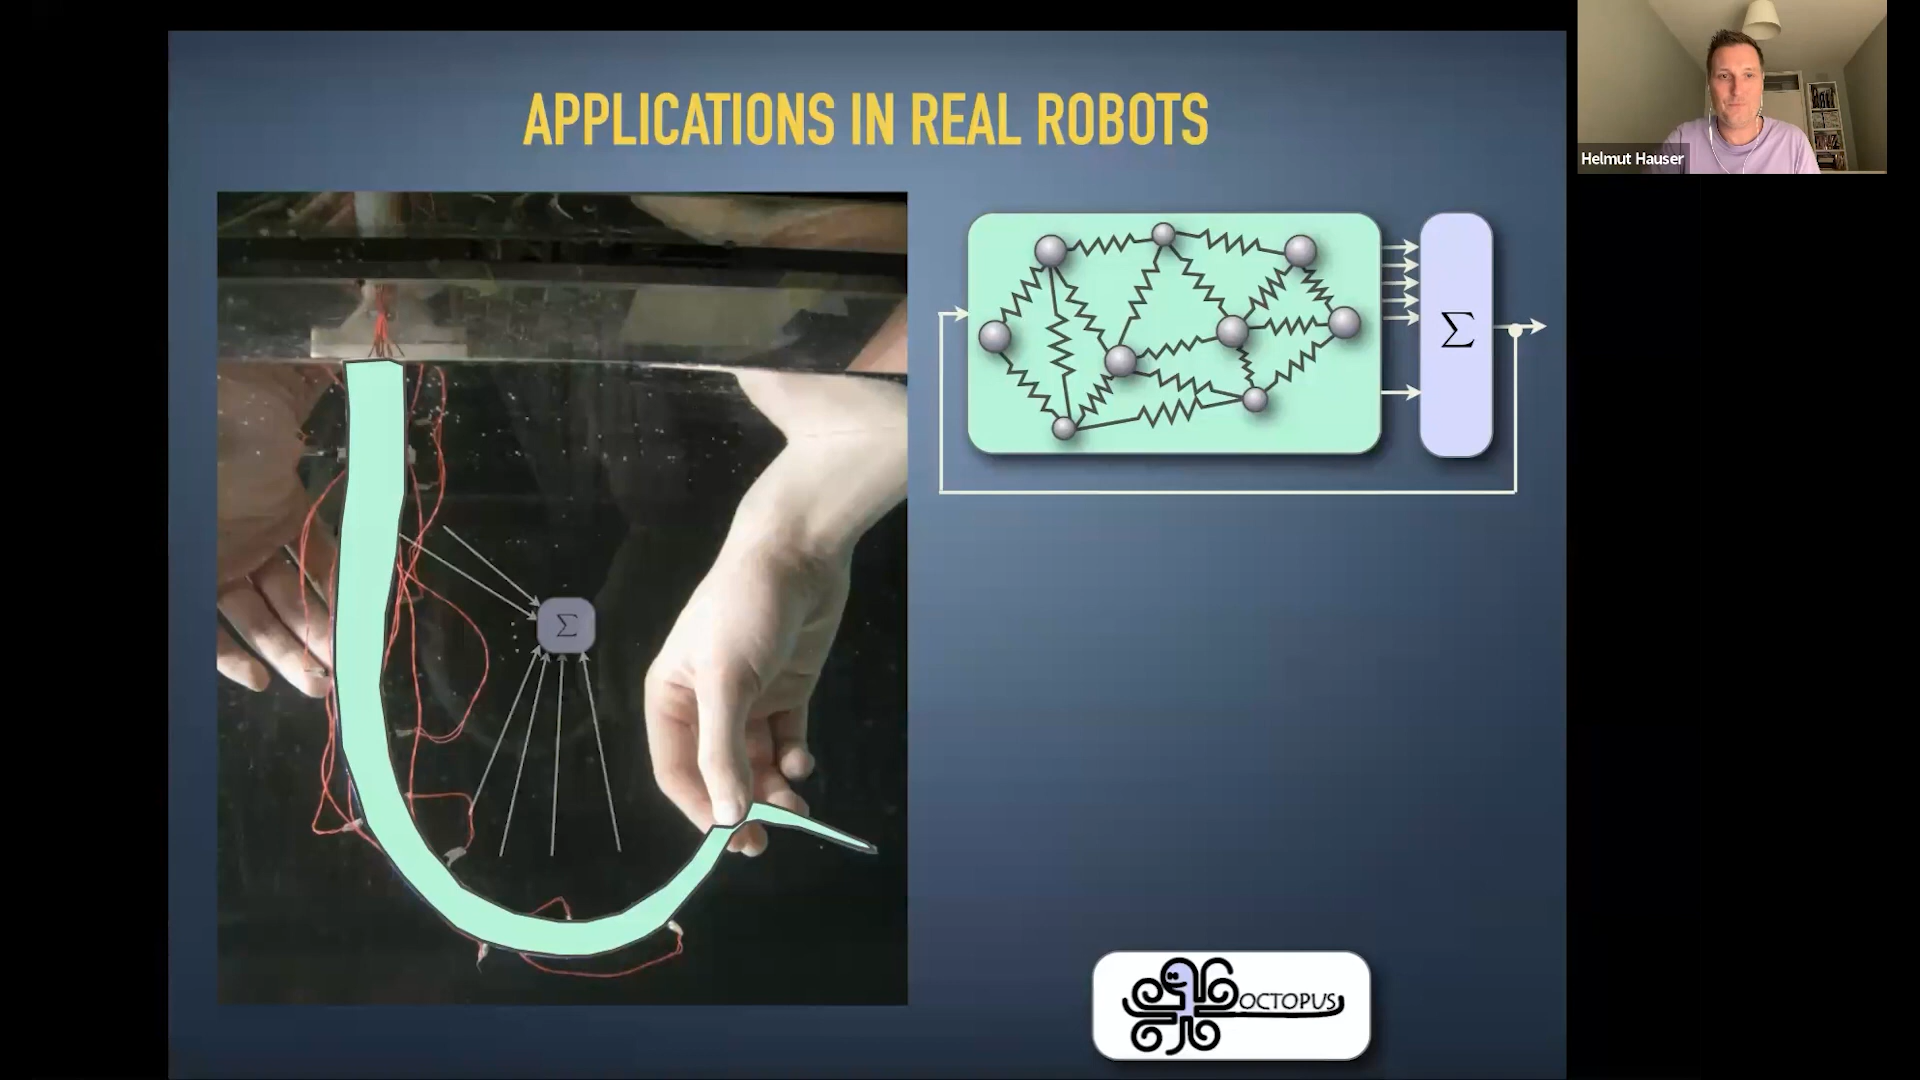 APPLICATIONS IN REAL ROBOTS
Helmut Hauser
Σ
Σ
OCTOPUS